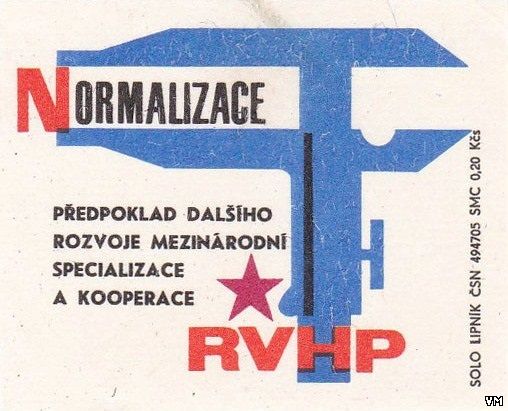 NORMALIZACE
PŘEDPOKLAD DALŠÍHO
ROZVOJE MEZINÁRODNÍ
SPECIALIZACE
A KOOPERACE
RVHP
SOLO LIPNÍK ČSN 494705 SMC 0,20 Kčs
VM